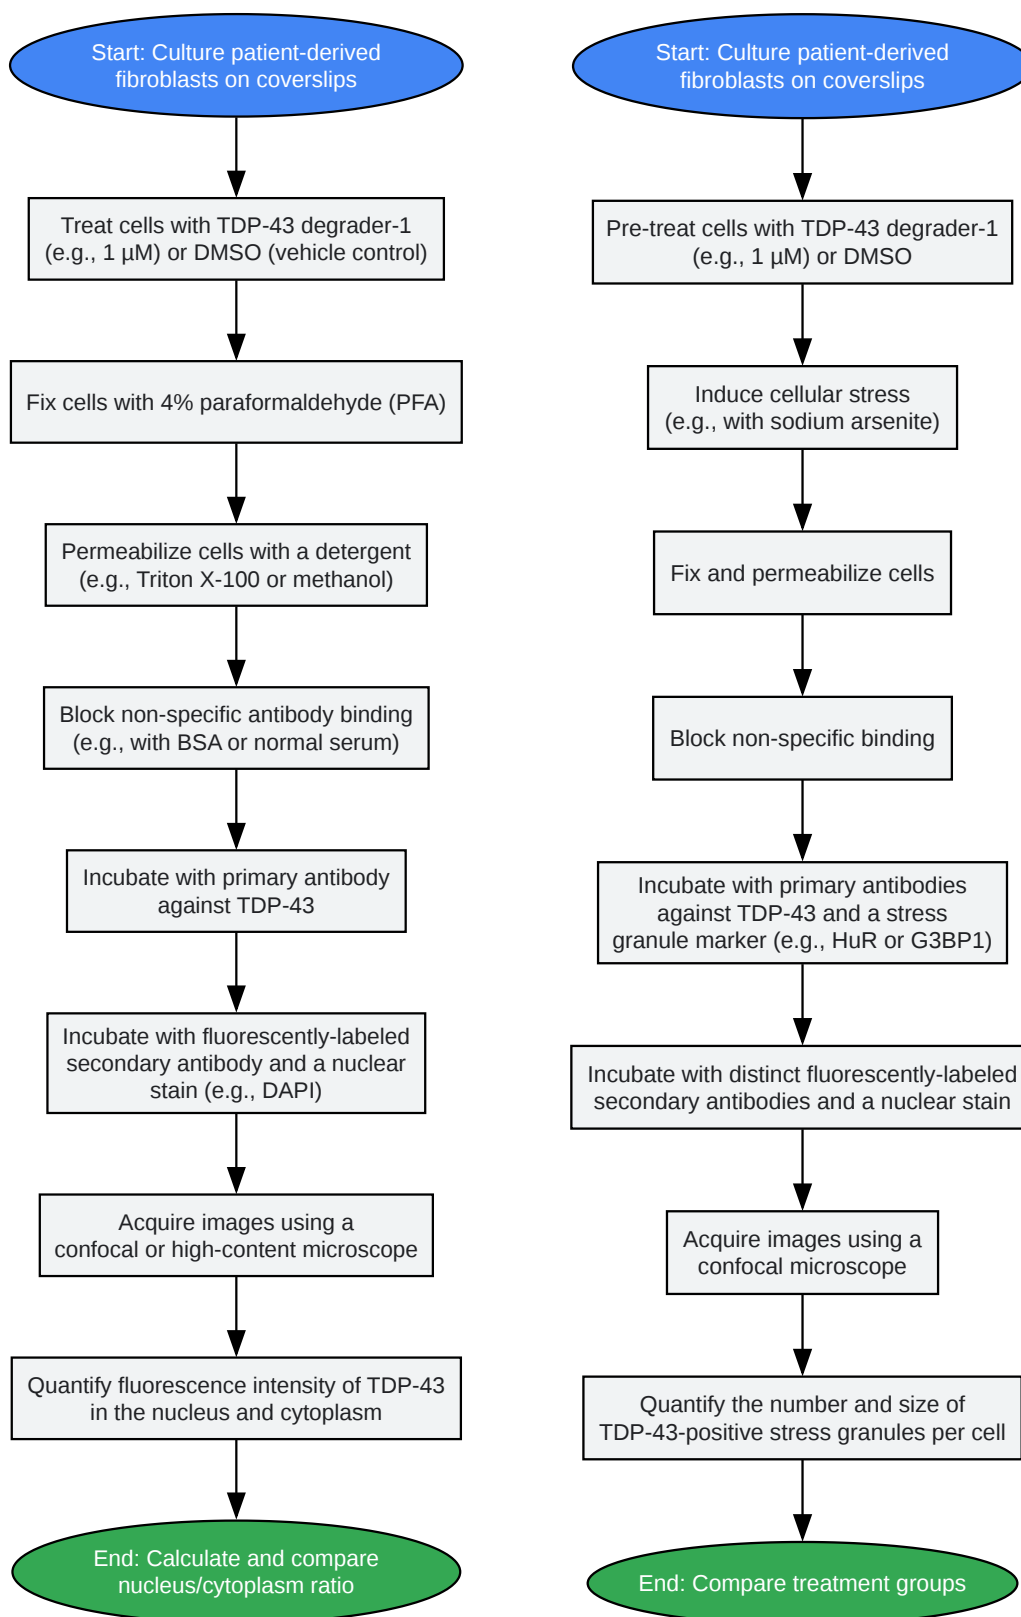 Start: Culture patient-derived
fibroblasts on coverslips
Treat cells with TDP-43 degrader-1
(e.g., 1 µM) or DMSO (vehicle control)
Fix cells with 4% paraformaldehyde (PFA)
Permeabilize cells with a detergent
(e.g., Triton X-100 or methanol)
Block non-specific antibody binding
(e.g., with BSA or normal serum)
Incubate with primary antibody
against TDP-43
Incubate with fluorescently-labeled
secondary antibody and a nuclear
stain (e.g., DAPI)
Acquire images using a
confocal or high-content microscope
Quantify fluorescence intensity of TDP-43
in the nucleus and cytoplasm
End: Calculate and compare
nucleus/cytoplasm ratio
Start: Culture patient-derived
fibroblasts on coverslips
Pre-treat cells with TDP-43 degrader-1
(e.g., 1 µM) or DMSO
Induce cellular stress
(e.g., with sodium arsenite)
Fix and permeabilize cells
Block non-specific binding
Incubate with primary antibodies
against TDP-43 and a stress
granule marker (e.g., HuR or G3BP1)
Incubate with distinct fluorescently-labeled
secondary antibodies and a nuclear stain
Acquire images using a
confocal microscope
Quantify the number and size of
TDP-43-positive stress granules per cell
End: Compare treatment groups